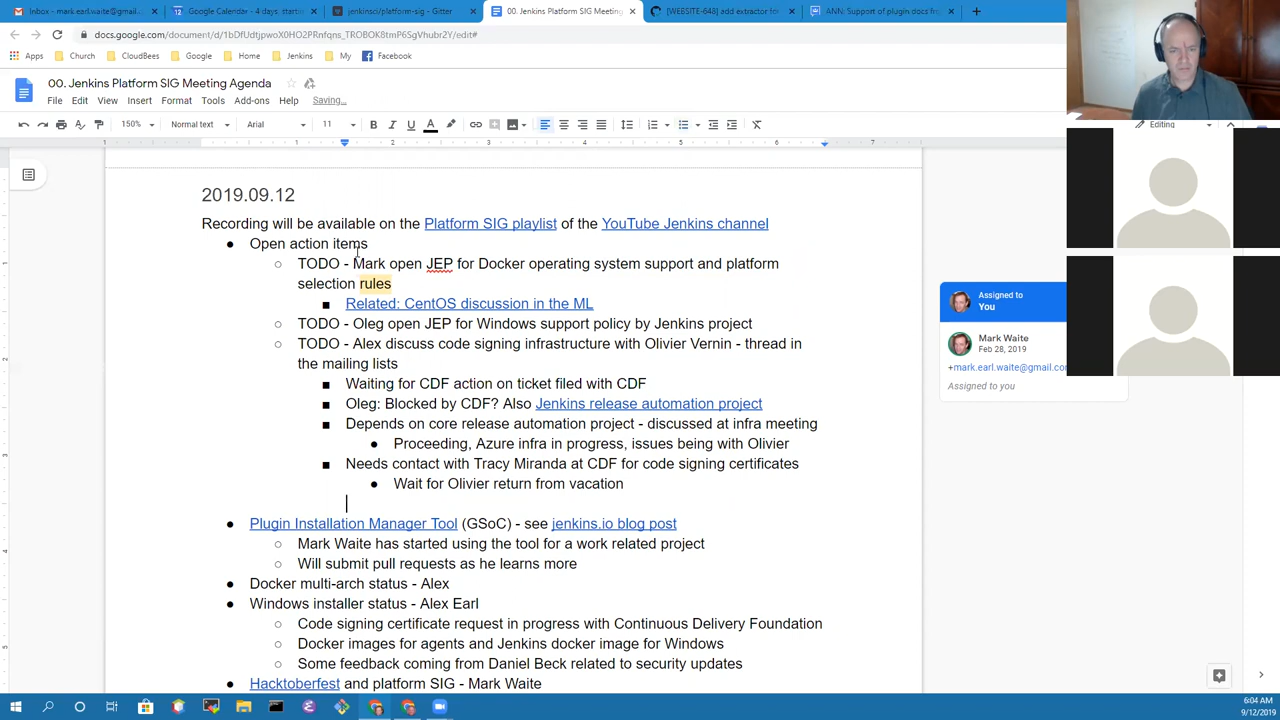 Inbox - mark.earl.waite@gmail.com
Google Calendar - 4 days, starti
jenkinsci/platform-sig - Gitter
00. Jenkins Platform SIG Meeting
[WEBSITE-648] add extractor for
ANN: Support of plugin docs fro
docs.google.com/document/d/1bDfUdtjpwoX0HO2PRnfqns_TROBOK8tmP6SgVhubr2Y/edit#
Apps
Church
CloudBees
Google
Home
Jenkins
My
Facebook
00. Jenkins Platform SIG Meeting Agenda
File Edit View Insert Format Tools Add-ons Help Saving...
150% Normal text Arial 11
Editing
1 1 2 3 4 5 6 7
2019.09.12
Recording will be available on the Platform SIG playlist of the YouTube Jenkins channel
● Open action items
○ TODO - Mark open JEP for Docker operating system support and platform
selection rules
■ Related: CentOS discussion in the ML
○ TODO - Oleg open JEP for Windows support policy by Jenkins project
○ TODO - Alex discuss code signing infrastructure with Olivier Vernin - thread in
the mailing lists
■ Waiting for CDF action on ticket filed with CDF
■ Oleg: Blocked by CDF? Also Jenkins release automation project
■ Depends on core release automation project - discussed at infra meeting
● Proceeding, Azure infra in progress, issues being with Olivier
■ Needs contact with Tracy Miranda at CDF for code signing certificates
● Wait for Olivier return from vacation
● Plugin Installation Manager Tool (GSoC) - see jenkins.io blog post
○ Mark Waite has started using the tool for a work related project
○ Will submit pull requests as he learns more
● Docker multi-arch status - Alex
● Windows installer status - Alex Earl
○ Code signing certificate request in progress with Continuous Delivery Foundation
○ Docker images for agents and Jenkins docker image for Windows
○ Some feedback coming from Daniel Beck related to security updates
● Hacktoberfest and platform SIG - Mark Waite
Assigned to
You
Mark Waite
Feb 28, 2019
+mark.earl.waite@gmail.co
Assigned to you
6:04 AM
9/12/2019